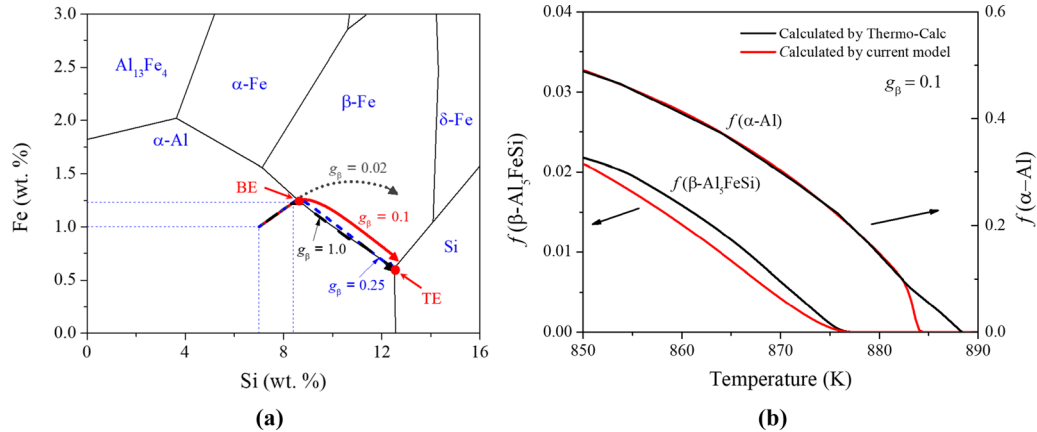 3.0
2.5
2.0
1.5
1.0
0.5
0.0
Fe (wt. %)
0
4
8
12
16
Si (wt. %)
Al₁₃Fe₄
α-Fe
β-Fe
δ-Fe
α-Al
Si
BE
TE
gᵦ = 0.02
gᵦ = 0.1
gᵦ = 1.0
gᵦ = 0.25
(a)
0.04
0.03
0.02
0.01
0.00
f (β-Al₅FeSi)
0.6
0.4
0.2
0.0
f (α−Al)
Calculated by Thermo-Calc
Calculated by current model
gᵦ = 0.1
f (α-Al)
f (β-Al₅FeSi)
850
860
870
880
890
Temperature (K)
(b)